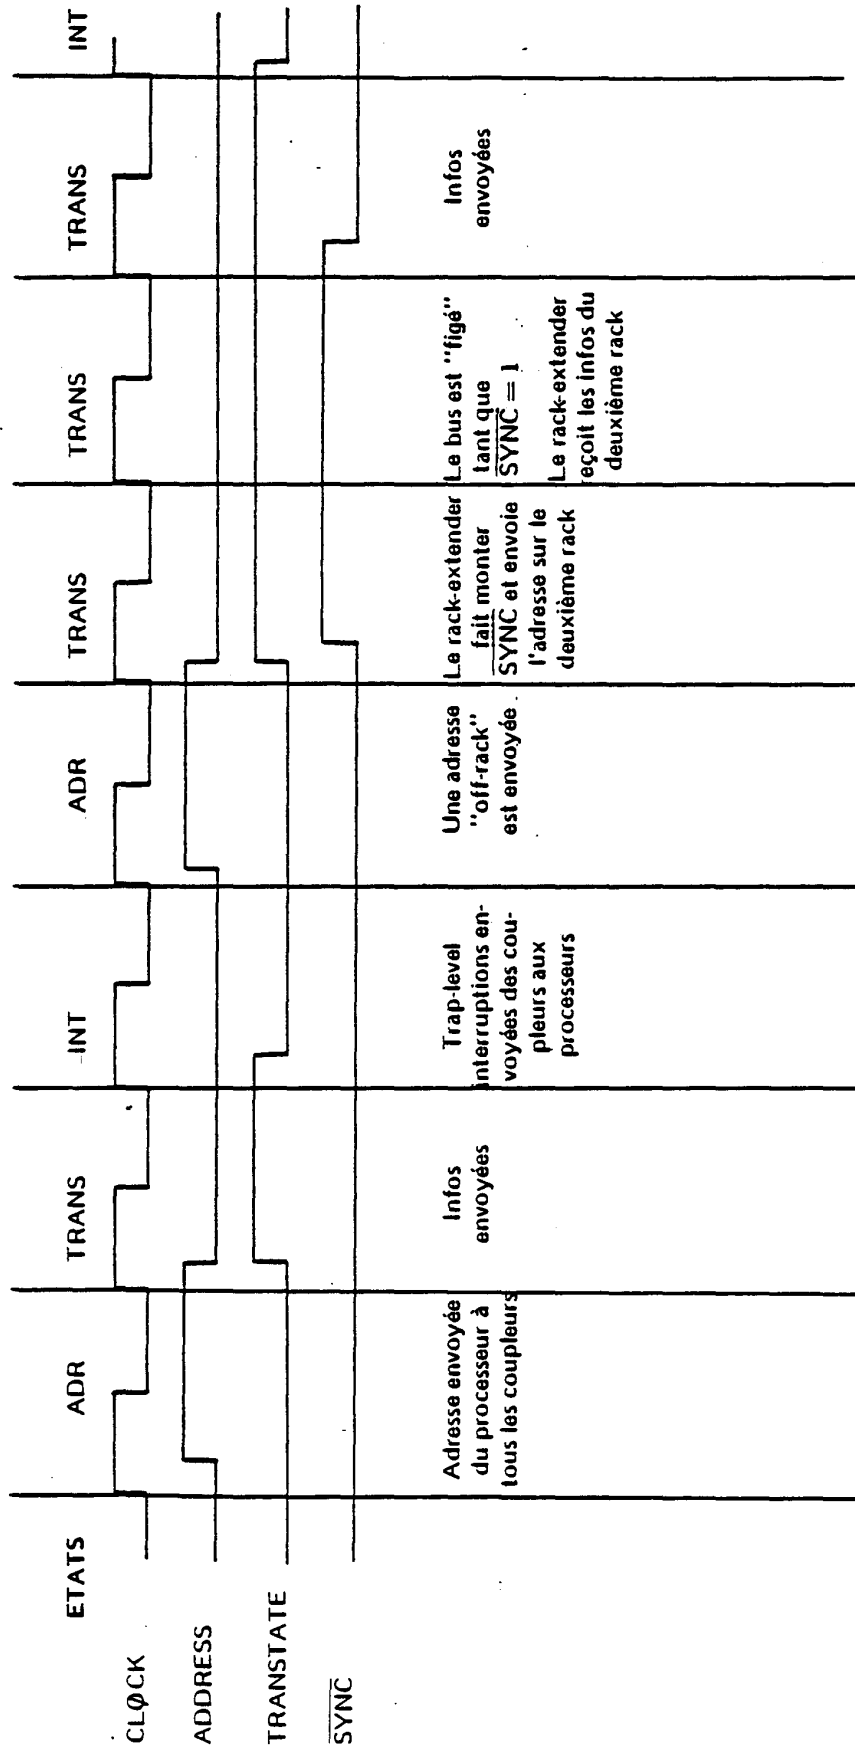 ETATS
ADR
TRANS
INT
ADR
TRANS
TRANS
TRANS
INT
CLØCK
ADDRESS
TRANSTATE
SYNC
Adresse envoyée
du processeur à
tous les coupleurs
Infos
envoyées
Trap-level
interruptions en-
voyées des cou-
pleurs aux
processeurs
Une adresse
"off-rack"
est envoyée.
Le rack-extender
fait monter
SYNC et envoie
l'adresse sur le
deuxième rack
Le bus est "figé"
tant que
SYNC = 1
Le rack-extender
reçoit les infos du
deuxième rack
Infos
envoyées